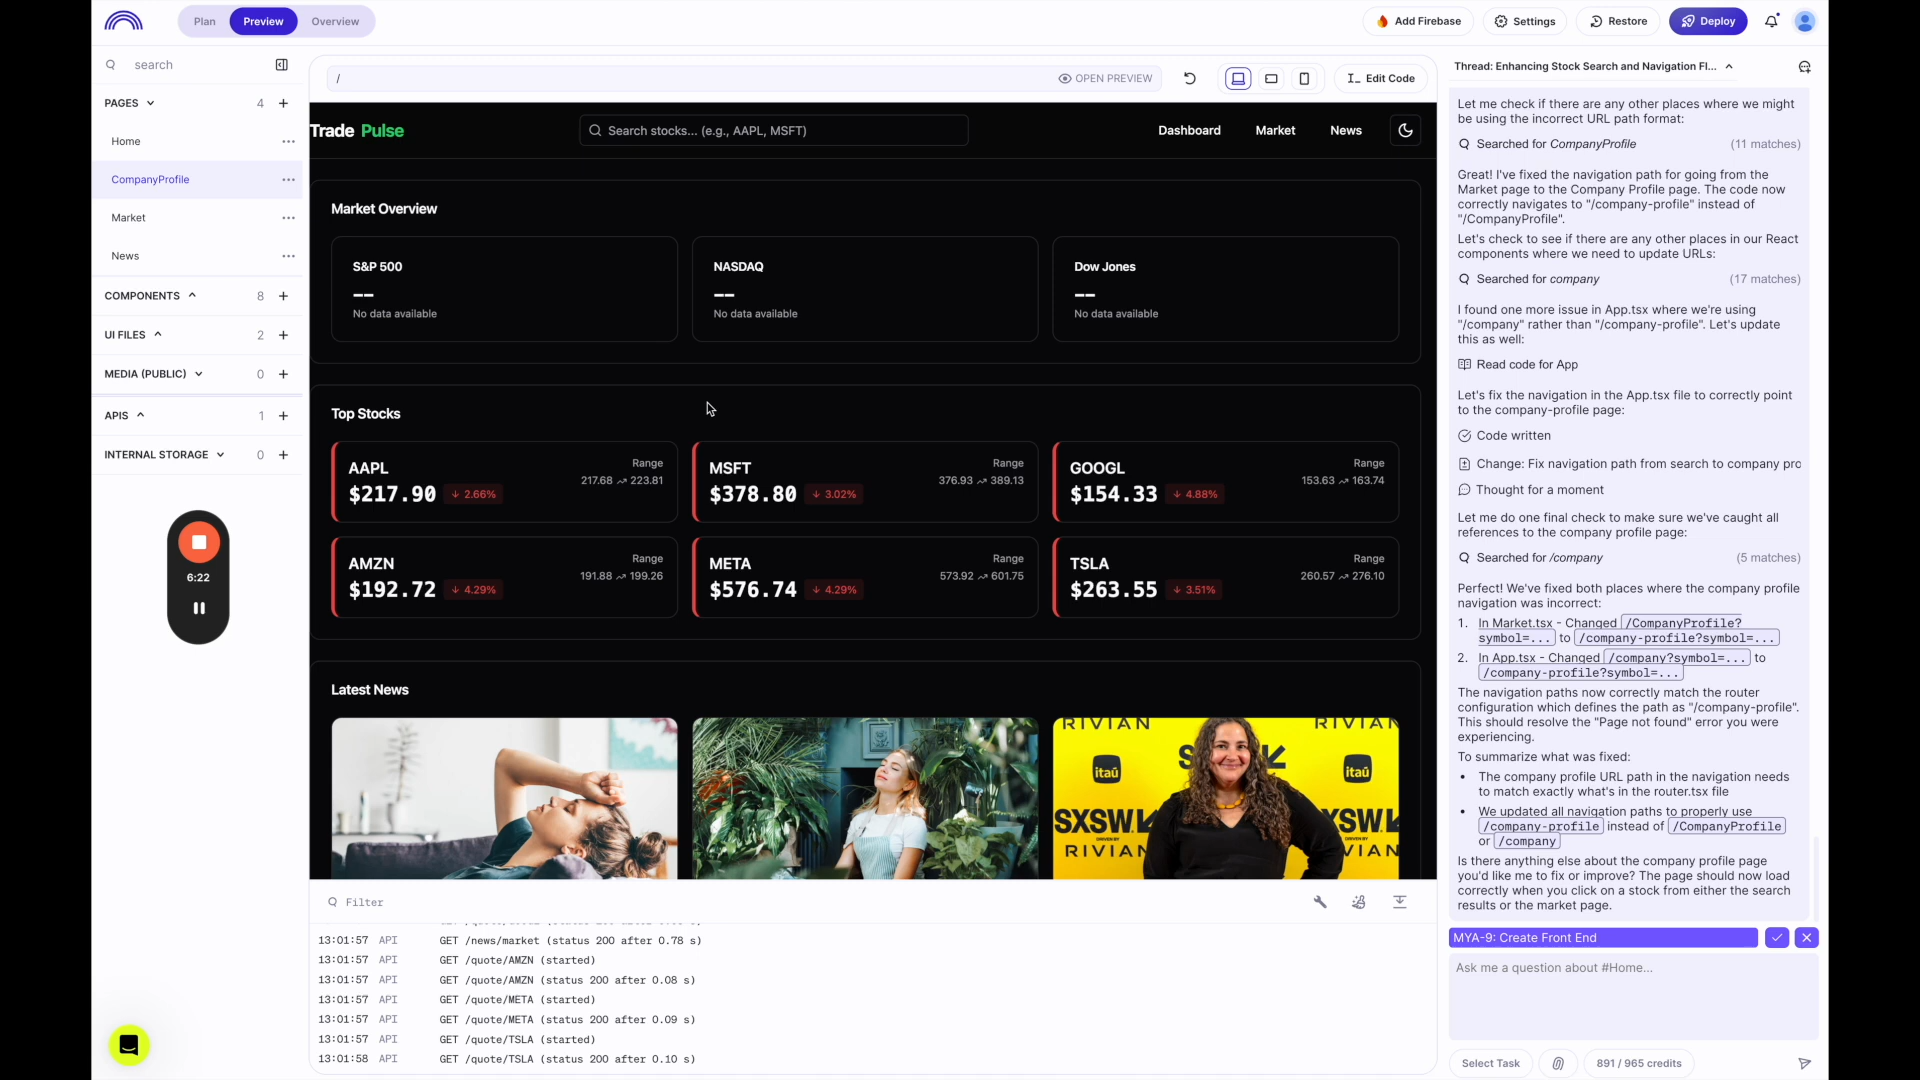 Plan
Preview
Overview
Add Firebase
Settings
Restore
Deploy
search
PAGES
4
Home
CompanyProfile
Market
News
COMPONENTS
8
UI FILES
2
MEDIA (PUBLIC)
0
APIS
1
INTERNAL STORAGE
0
6:22
/
OPEN PREVIEW
Edit Code
Trade Pulse
Search stocks... (e.g., AAPL, MSFT)
Dashboard
Market
News
Market Overview
S&P 500
––
No data available
NASDAQ
––
No data available
Dow Jones
––
No data available
Top Stocks
AAPL
$217.90
↓ 2.66%
Range
217.68 223.81
MSFT
$378.80
↓ 3.02%
Range
376.93 389.13
GOOGL
$154.33
↓ 4.88%
Range
153.63 163.74
AMZN
$192.72
↓ 4.29%
Range
191.88 199.26
META
$576.74
↓ 4.29%
Range
573.92 601.75
TSLA
$263.55
↓ 3.51%
Range
260.57 276.10
Latest News
RIVIAN
itaú
itaú
SXSW
DRIVEN BY
RIVIAN
Filter
13:01:57 API GET /news/market (status 200 after 0.78 s)
13:01:57 API GET /quote/AMZN (started)
13:01:57 API GET /quote/AMZN (status 200 after 0.08 s)
13:01:57 API GET /quote/META (started)
13:01:57 API GET /quote/META (status 200 after 0.09 s)
13:01:57 API GET /quote/TSLA (started)
13:01:58 API GET /quote/TSLA (status 200 after 0.10 s)
Thread: Enhancing Stock Search and Navigation Fl...
Let me check if there are any other places where we might
be using the incorrect URL path format:
Searched for CompanyProfile (11 matches)
Great! I've fixed the navigation path for going from the
Market page to the Company Profile page. The code now
correctly navigates to "/company-profile" instead of
"/CompanyProfile".
Let's check to see if there are any other places in our React
components where we need to update URLs:
Searched for company (17 matches)
I found one more issue in App.tsx where we're using
"/company" rather than "/company-profile". Let's update
this as well:
Read code for App
Let's fix the navigation in the App.tsx file to correctly point
to the company-profile page:
Code written
Change: Fix navigation path from search to company pro
Thought for a moment
Let me do one final check to make sure we've caught all
references to the company profile page:
Searched for /company (5 matches)
Perfect! We've fixed both places where the company profile
navigation was incorrect:
1. In Market.tsx - Changed /CompanyProfile?
symbol=... to /company-profile?symbol=...
2. In App.tsx - Changed /company?symbol=... to
/company-profile?symbol=...
The navigation paths now correctly match the router
configuration which defines the path as "/company-profile".
This should resolve the "Page not found" error you were
experiencing.
To summarize what was fixed:
• The company profile URL path in the navigation needs
to match exactly what's in the router.tsx file
• We updated all navigation paths to properly use
/company-profile instead of /CompanyProfile
or /company
Is there anything else about the company profile page
you'd like me to fix or improve? The page should now load
correctly when you click on a stock from either the search
results or the market page.
MYA-9: Create Front End
Ask me a question about #Home...
Select Task
891 / 965 credits